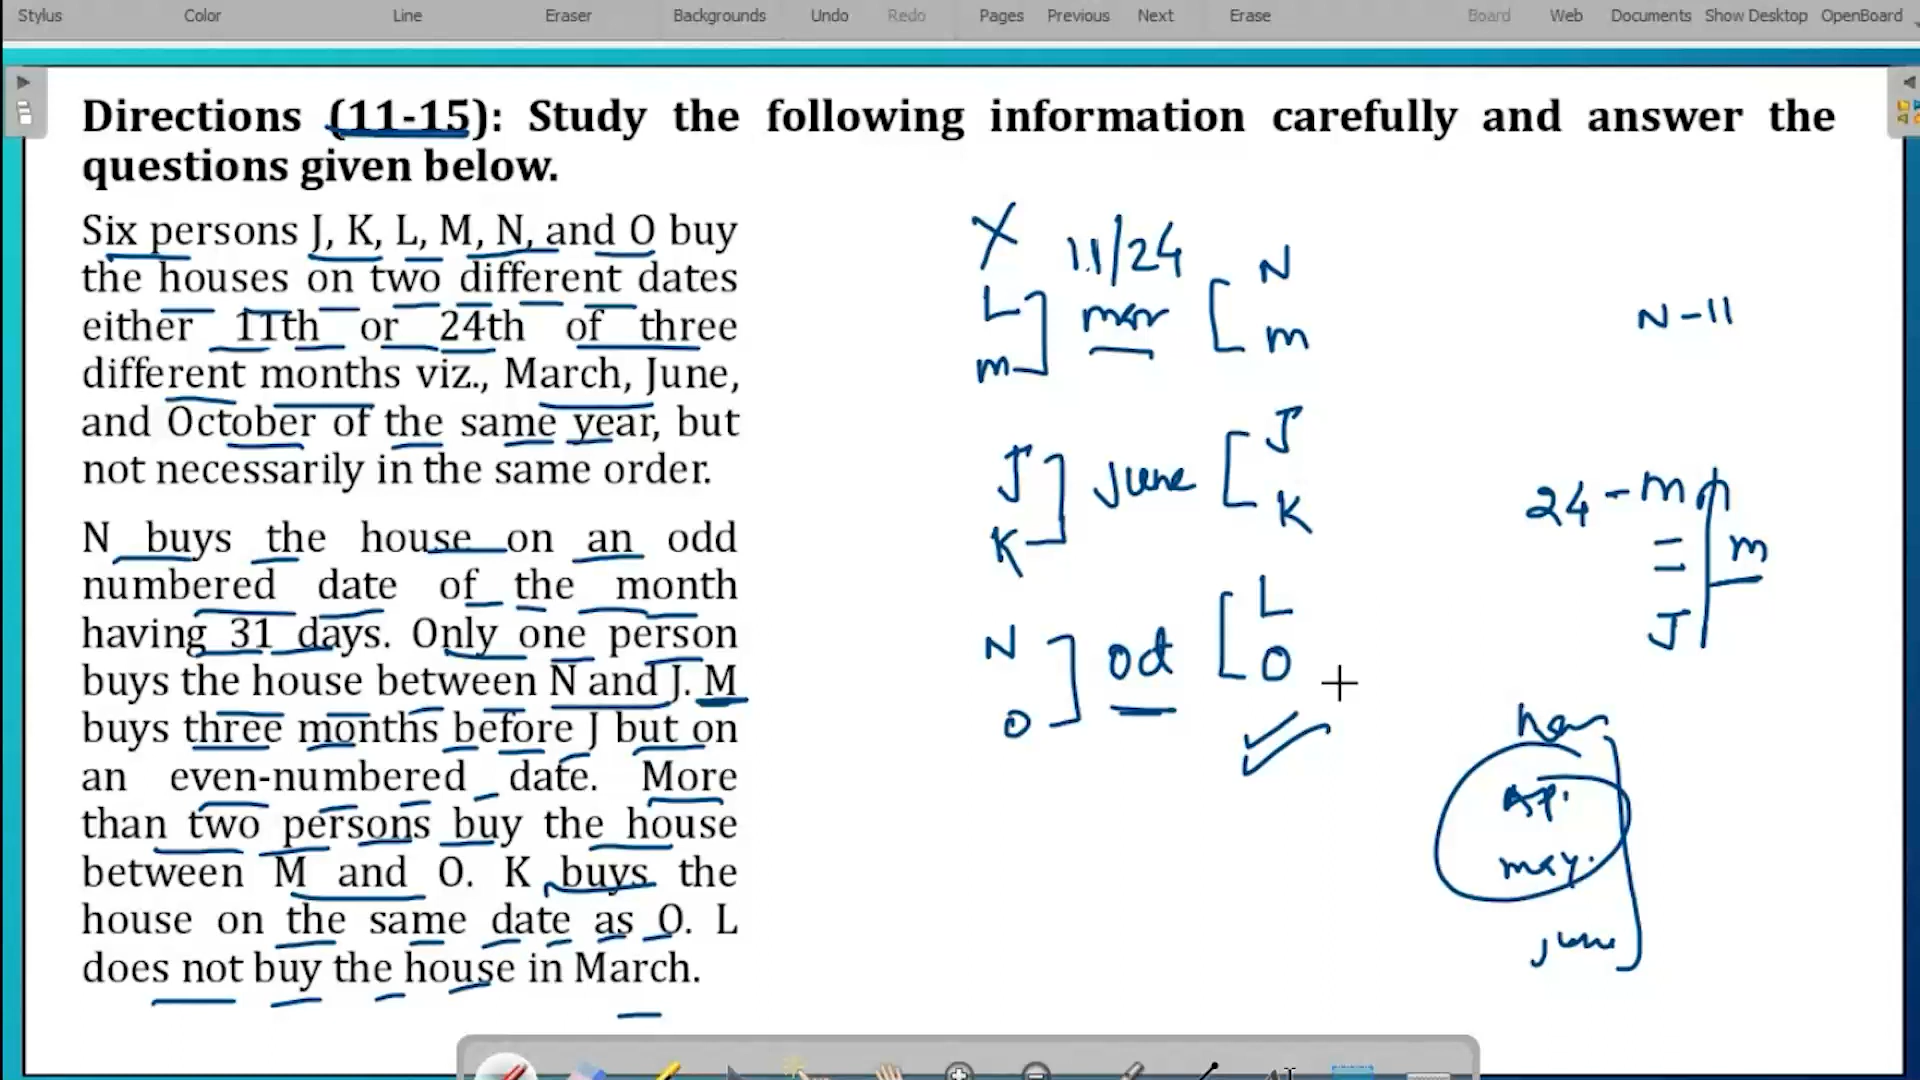 Stylus Color Line Eraser Backgrounds Undo Redo Pages Previous Next Erase Board Web Documents Show Desktop OpenBoard
Directions (11-15): Study the following information carefully and answer the
questions given below.
Six persons J, K, L, M, N, and O buy
the houses on two different dates
either 11th or 24th of three
different months viz., March, June,
and October of the same year, but
not necessarily in the same order.
N buys the house on an odd
numbered date of the month
having 31 days. Only one person
buys the house between N and J. M
buys three months before J but on
an even-numbered date. More
than two persons buy the house
between M and O. K buys the
house on the same date as O. L
does not buy the house in March.
X 11/24 N
L mar m
m
J June J
K K
N Oct L
O O
N-11
24 - m
= m
J
Apr.
may.
june